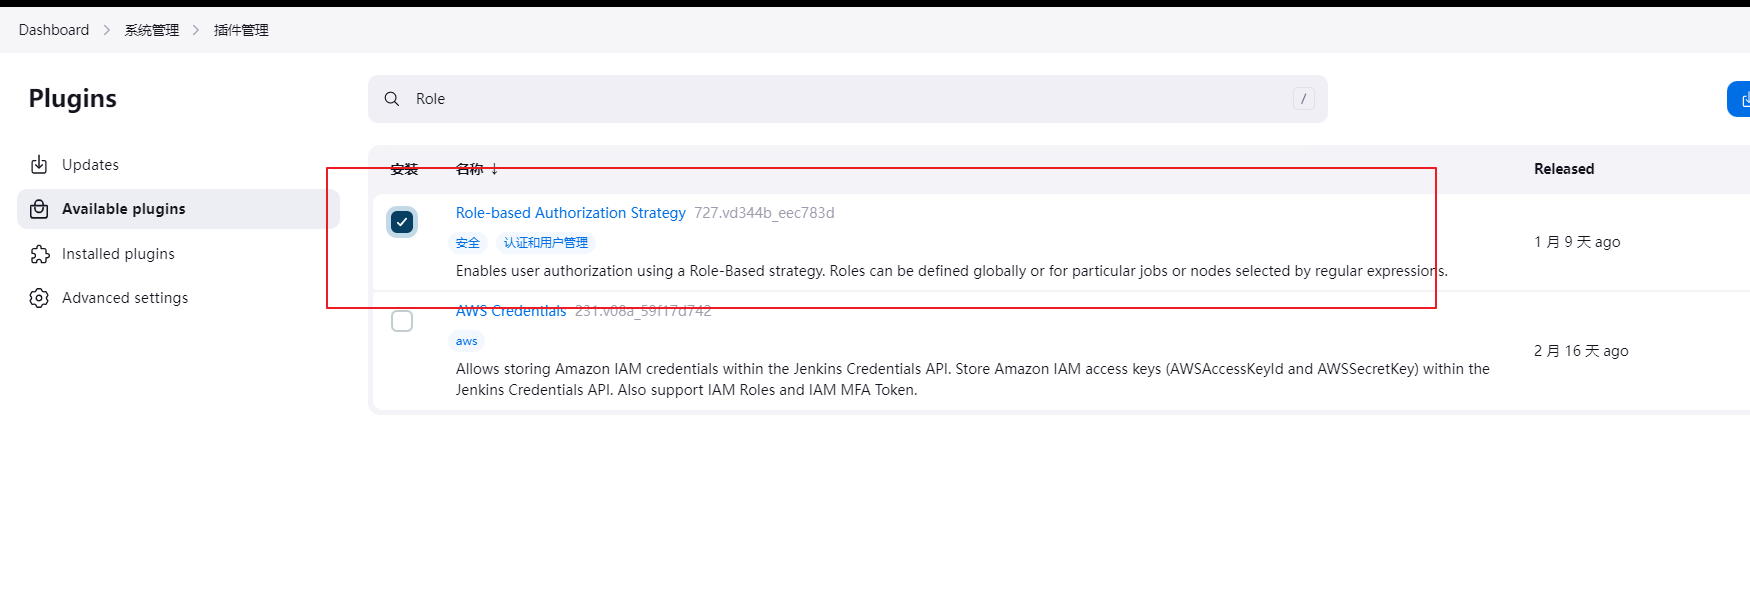 Dashboard > 系统管理 > 插件管理
Plugins
Role /
Updates
Available plugins
Installed plugins
Advanced settings
安装 名称 ↓ Released
Role-based Authorization Strategy 727.vd344b_eec783d
安全 认证和用户管理
Enables user authorization using a Role-Based strategy. Roles can be defined globally or for particular jobs or nodes selected by regular expressions.
1 月 9 天 ago
AWS Credentials 231.v08a_59f17d742
aws
Allows storing Amazon IAM credentials within the Jenkins Credentials API. Store Amazon IAM access keys (AWSAccessKeyId and AWSSecretKey) within the
Jenkins Credentials API. Also support IAM Roles and IAM MFA Token.
2 月 16 天 ago